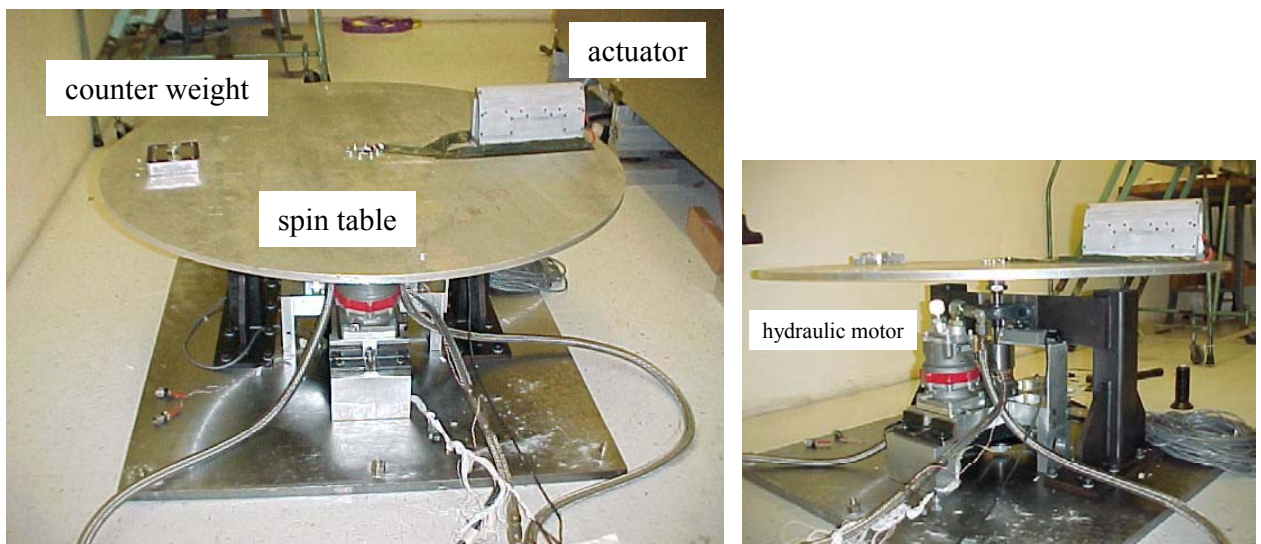 actuator
counter weight
spin table
hydraulic motor